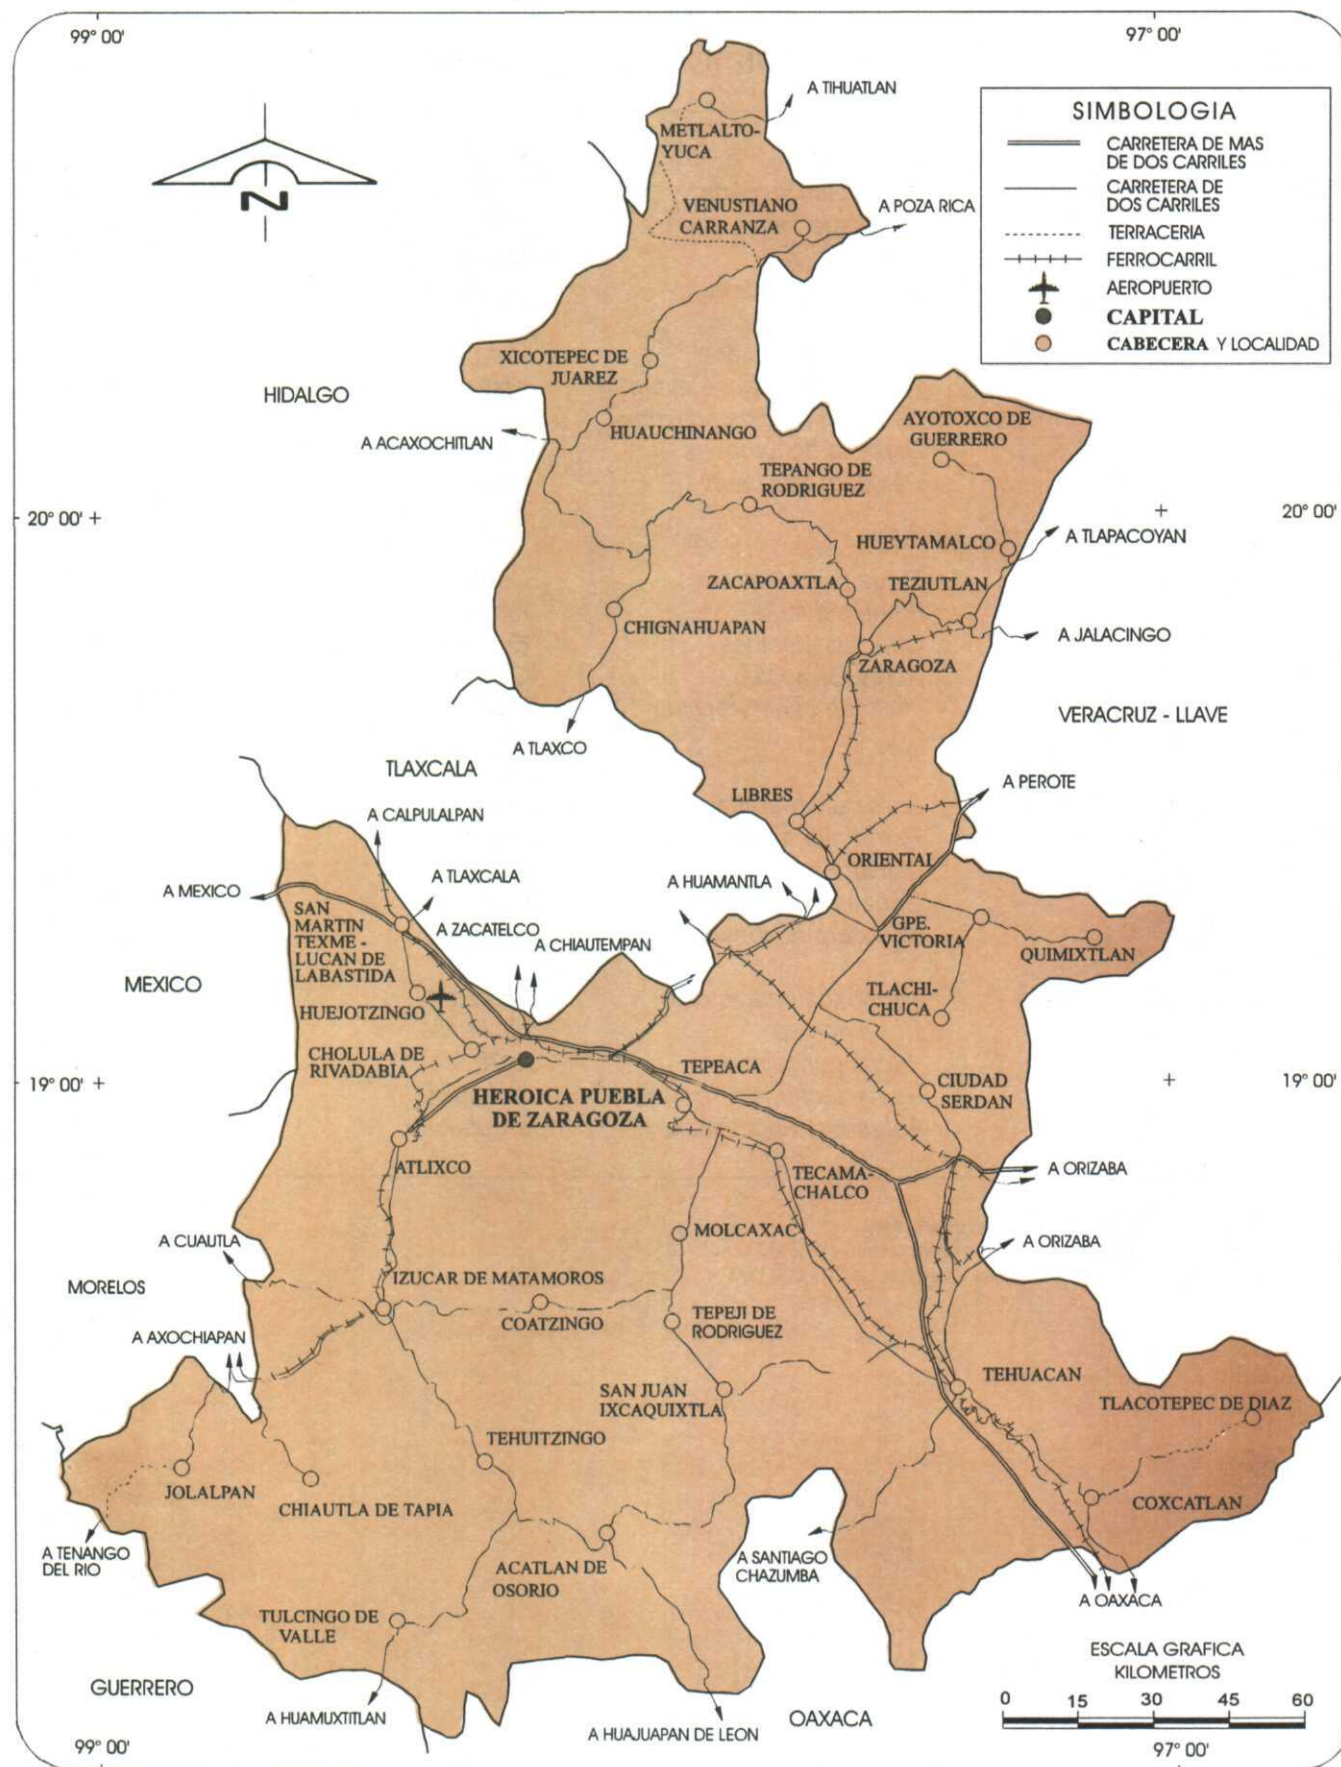 99° 00'
97° 00'
A TIHUATLAN
SIMBOLOGIA
CARRETERA DE MAS
DE DOS CARRILES
CARRETERA DE
DOS CARRILES
TERRACERIA
FERROCARRIL
AEROPUERTO
CAPITAL
CABECERA Y LOCALIDAD
N
METLALTO-
YUCA
VENUSTIANO
CARRANZA
A POZA RICA
XICOTEPEC DE
JUAREZ
HIDALGO
HUAUCHINANGO
A ACAXOCHITLAN
AYOTOXCO DE
GUERRERO
TEPANGO DE
RODRIGUEZ
20° 00'
20° 00'
HUEYTAMALCO
A TLAPACOYAN
ZACAPOAXTLA
TEZIUTLAN
CHIGNAHUAPAN
A JALACINGO
ZARAGOZA
VERACRUZ - LLAVE
A TLAXCO
TLAXCALA
A PEROTE
LIBRES
A CALPULALPAN
ORIENTAL
A TLAXCALA
A HUAMANTLA
A MEXICO
SAN
MARTIN
TEXME -
LUCAN DE
LABASTIDA
A ZACATELCO
A CHIAUTEMPAN
GPE.
VICTORIA
QUIMIXTLAN
MEXICO
HUEJOTZINGO
TLACHI-
CHUCA
CHOLULA DE
RIVADABIA
TEPEACA
19° 00'
19° 00'
CIUDAD
SERDAN
HEROICA PUEBLA
DE ZARAGOZA
ATLIXCO
TECAMA-
CHALCO
A ORIZABA
MOLCAXAC
A CUAUTLA
A ORIZABA
MORELOS
IZUCAR DE MATAMOROS
COATZINGO
TEPEJI DE
RODRIGUEZ
A AXOCHIAPAN
TEHUACAN
SAN JUAN
IXCAQUIXTLA
TLACOTEPEC DE DIAZ
TEHUITZINGO
JOLALPAN
CHIAUTLA DE TAPIA
COXCATLAN
A TENANGO
DEL RIO
ACATLAN DE
OSORIO
A SANTIAGO
CHAZUMBA
A OAXACA
TULCINGO DE
VALLE
ESCALA GRAFICA
KILOMETROS
GUERRERO
0 15 30 45 60
A HUAMUXTITLAN
A HUAJUAPAN DE LEON
OAXACA
99° 00'
97° 00'